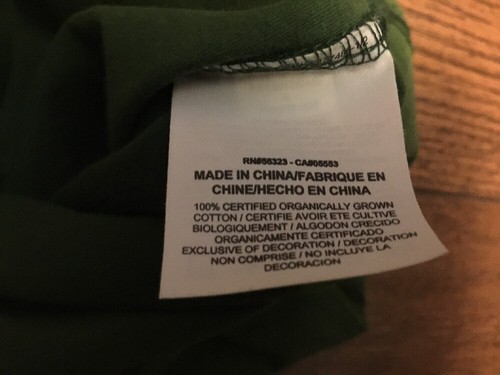 RN#56323 - CA#05553
MADE IN CHINA/FABRIQUE EN
CHINE/HECHO EN CHINA
100% CERTIFIED ORGANICALLY GROWN
COTTON / CERTIFIE AVOIR ETE CULTIVE
BIOLOGIQUEMENT / ALGODON CRECIDO
ORGANICAMENTE CERTIFICADO
EXCLUSIVE OF DECORATION / DECORATION
NON COMPRISE / NO INCLUYE LA
DECORACION